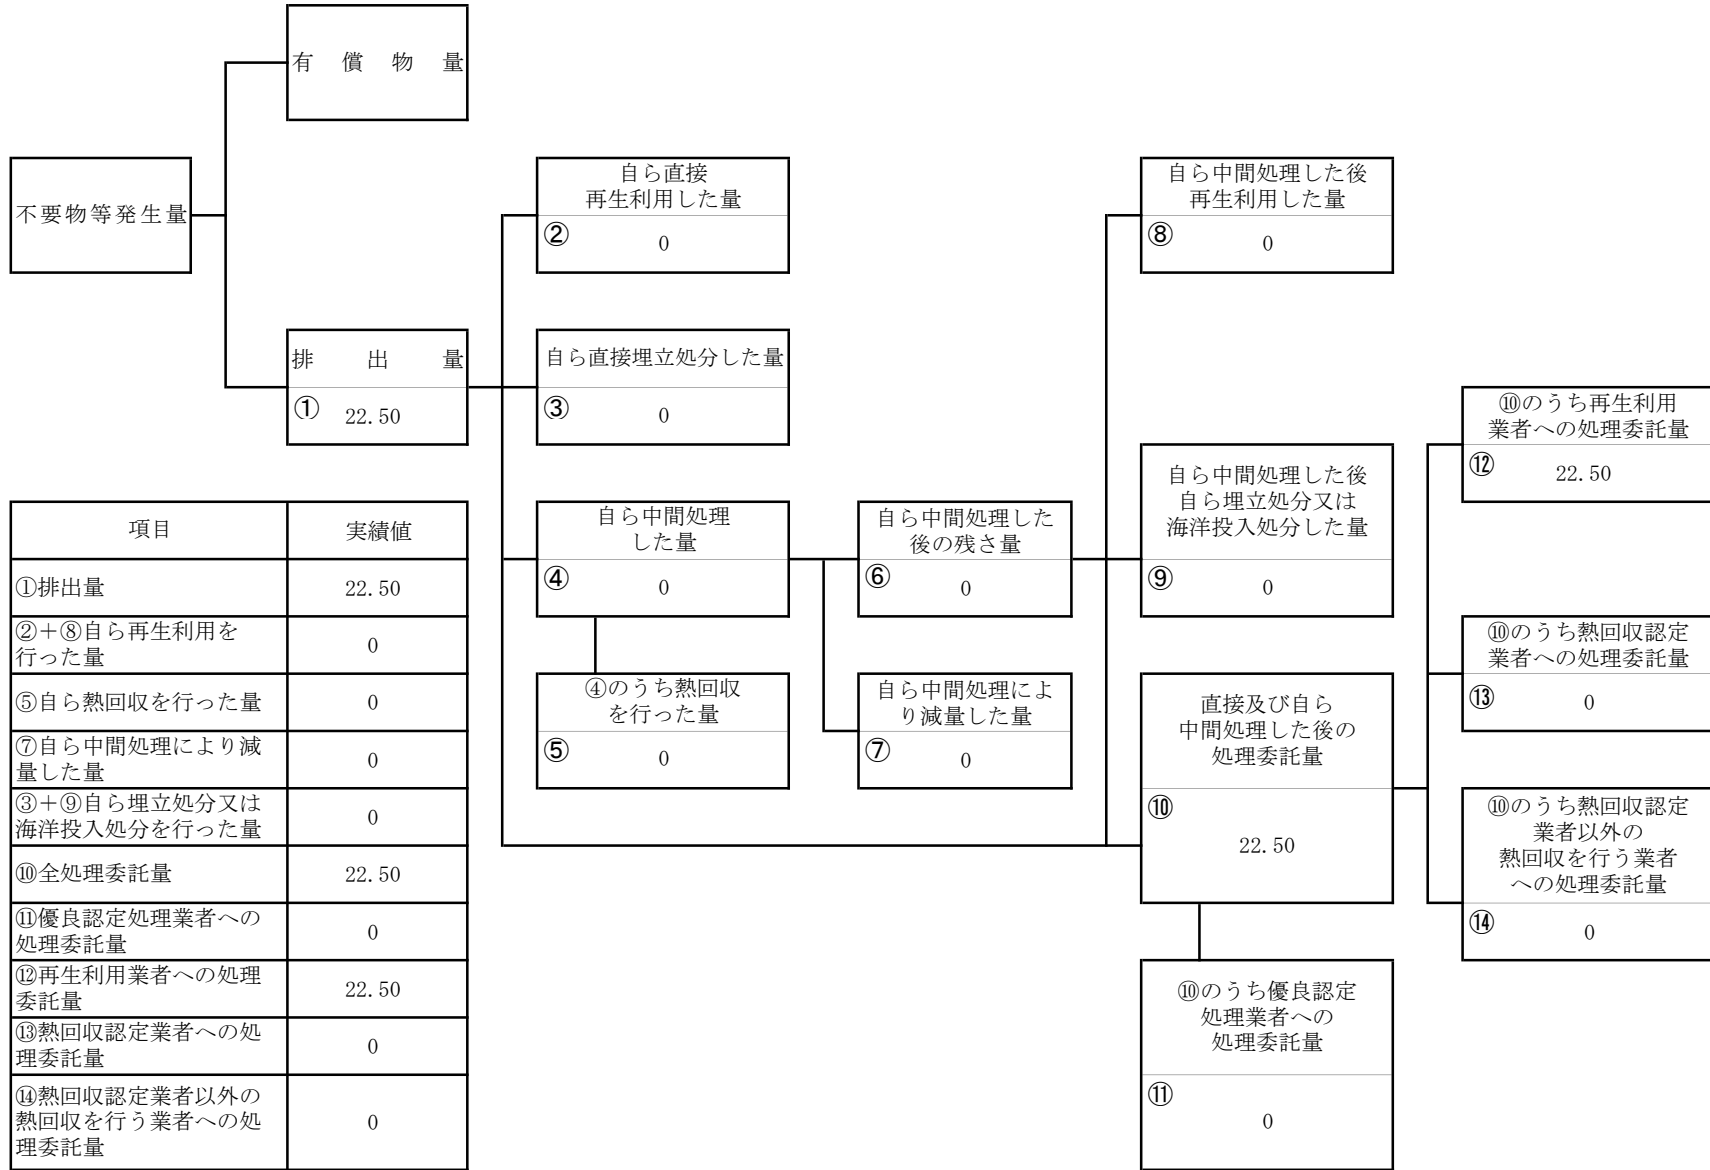 有償物量
不要物等発生量
自ら直接
再生利用した量
② 0
自ら中間処理した後
再生利用した量
⑧ 0
排出量
① 22.50
自ら直接埋立処分した量
③ 0
⑩のうち再生利用
業者への処理委託量
⑫ 22.50
自ら中間処理した後
自ら埋立処分又は
海洋投入処分した量
⑨ 0
自ら中間処理
した量
④ 0
自ら中間処理した
後の残さ量
⑥ 0
⑩のうち熱回収認定
業者への処理委託量
⑬ 0
④のうち熱回収
を行った量
⑤ 0
自ら中間処理によ
り減量した量
⑦ 0
直接及び自ら
中間処理した後の
処理委託量
⑩
22.50
⑩のうち熱回収認定
業者以外の
熱回収を行う業者
への処理委託量
⑭ 0
⑩のうち優良認定
処理業者への
処理委託量
⑪
0
項目 実績値
①排出量 22.50
②＋⑧自ら再生利用を
行った量 0
⑤自ら熱回収を行った量 0
⑦自ら中間処理により減
量した量 0
③＋⑨自ら埋立処分又は
海洋投入処分を行った量 0
⑩全処理委託量 22.50
⑪優良認定処理業者への
処理委託量 0
⑫再生利用業者への処理
委託量 22.50
⑬熱回収認定業者への処
理委託量 0
⑭熱回収認定業者以外の
熱回収を行う業者への処
理委託量 0